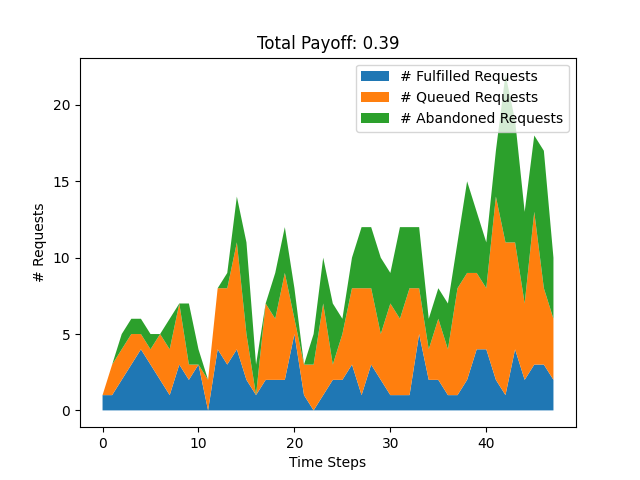 Total Payoff: 0.39
# Fulfilled Requests
# Queued Requests
# Abandoned Requests
20
15
10
5
0
# Requests
0 10 20 30 40
Time Steps